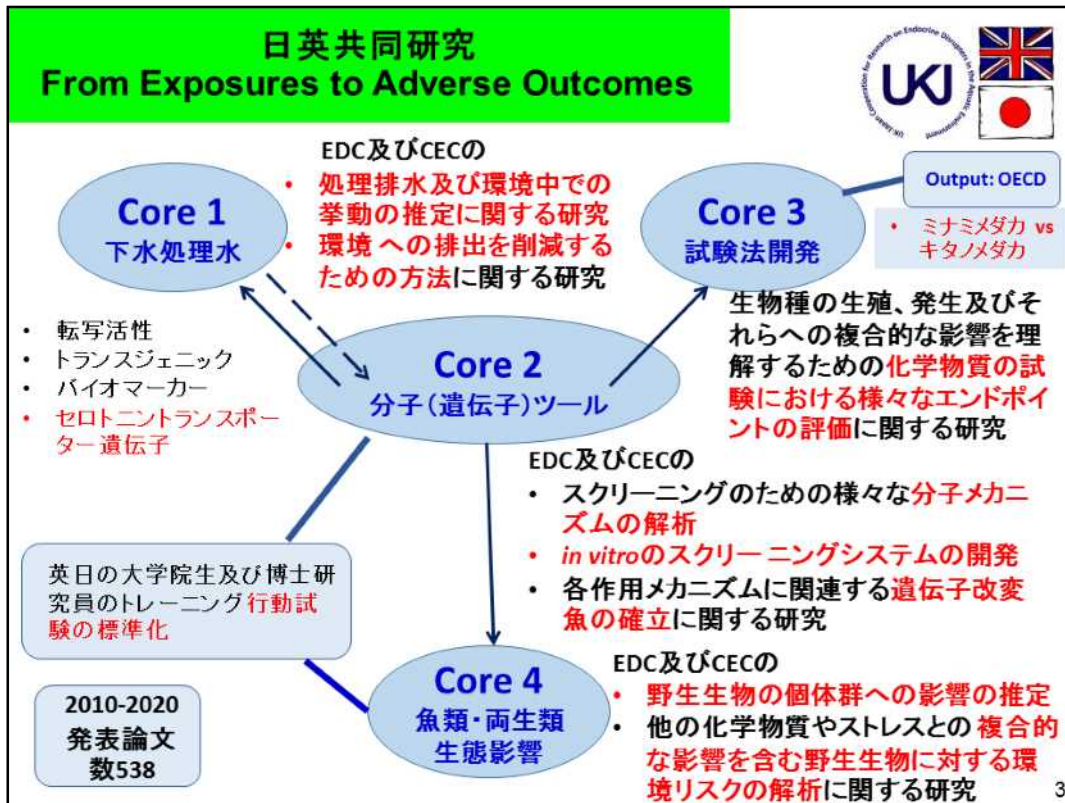 日英共同研究
From Exposures to Adverse Outcomes
UK-Japan Cooperation for Research on Endocrine Disrupters in the Aquatic Environment
UKJ
EDC及びCECの
• 処理排水及び環境中での
挙動の推定に関する研究
• 環境 への排出を削減する
ための方法に関する研究
Core 1
下水処理水
Core 3
試験法開発
Output: OECD
• ミナミメダカ vs
キタノメダカ
生物種の生殖、発生及びそ
れらへの複合的な影響を理
解するための化学物質の試
験における様々なエンドポイ
ントの評価に関する研究
• 転写活性
• トランスジェニック
• バイオマーカー
• セロトニントランスポー
ター遺伝子
Core 2
分子(遺伝子)ツール
EDC及びCECの
• スクリーニングのための様々な分子メカニ
ズムの解析
• in vitroのスクリーニングシステムの開発
• 各作用メカニズムに関連する遺伝子改変
魚の確立に関する研究
英日の大学院生及び博士研
究員のトレーニング行動試
験の標準化
Core 4
魚類・両生類
生態影響
EDC及びCECの
• 野生生物の個体群への影響の推定
• 他の化学物質やストレスとの複合的
な影響を含む野生生物に対する環
境リスクの解析に関する研究
2010-2020
発表論文
数538
3